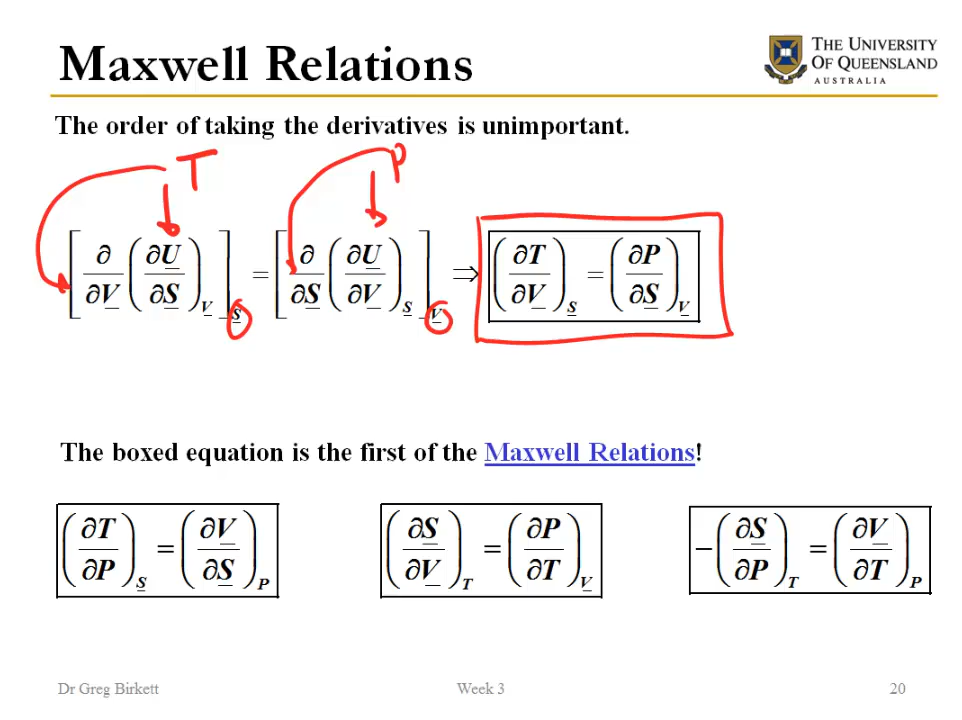 Maxwell Relations
THE UNIVERSITY
OF QUEENSLAND
AUSTRALIA
The order of taking the derivatives is unimportant.
T P
[∂/∂V̲ (∂U̲/∂S̲)_V̲]_S̲ = [∂/∂S̲ (∂U̲/∂V̲)_S̲]_V̲ ⇒ (∂T/∂V̲)_S̲ = (∂P/∂S̲)_V̲
The boxed equation is the first of the Maxwell Relations!
(∂T/∂P)_S̲ = (∂V̲/∂S̲)_P (∂S̲/∂V̲)_T = (∂P/∂T)_V̲ −(∂S̲/∂P)_T = (∂V̲/∂T)_P
Dr Greg Birkett Week 3 20